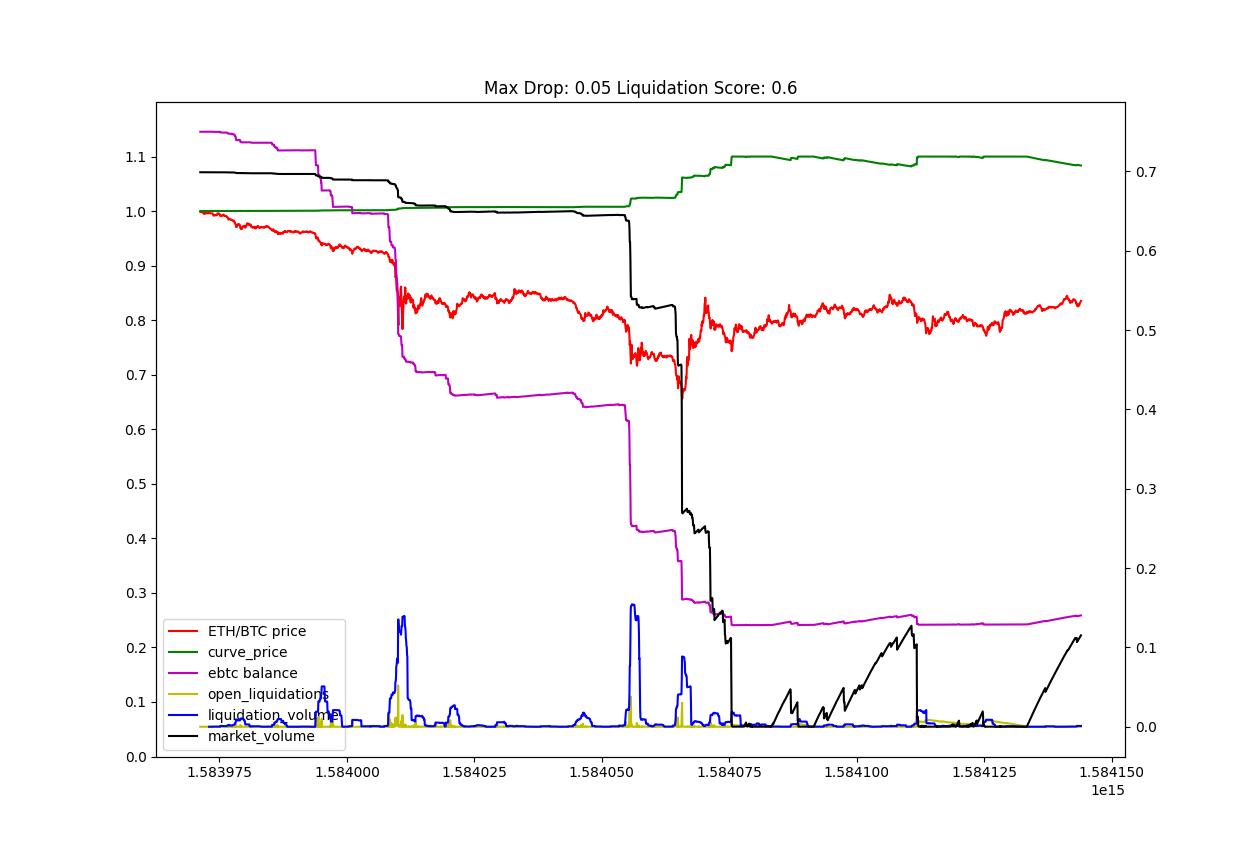 Max Drop: 0.05 Liquidation Score: 0.6
1.1
1.0
0.9
0.8
0.7
0.6
0.5
0.4
0.3
0.2
0.1
0.0
0.7
0.6
0.5
0.4
0.3
0.2
0.1
0.0
ETH/BTC price
curve_price
ebtc balance
open_liquidations
liquidation_volume
market_volume
1.583975 1.584000 1.584025 1.584050 1.584075 1.584100 1.584125 1.584150
1e15